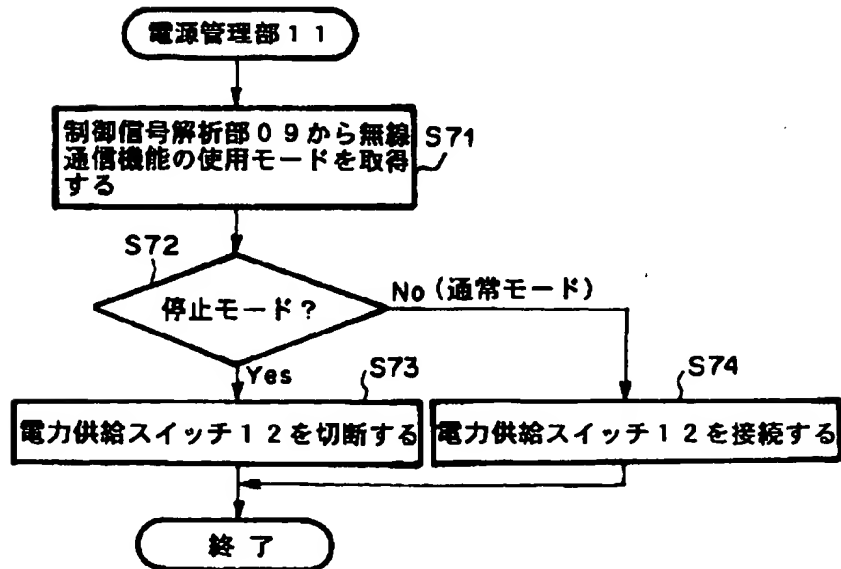 電源管理部11
制御信号解析部09から無線
通信機能の使用モードを取得
する
S71
S72
停止モード?
No(通常モード)
Yes
S73
S74
電力供給スイッチ12を切断する
電力供給スイッチ12を接続する
終了